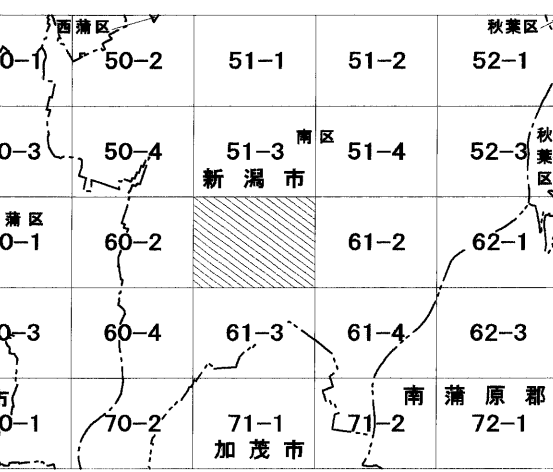 西蒲区 秋葉区
0-1 50-2 51-1 51-2 52-1
南区 秋葉区
0-3 50-4 51-3 51-4 52-3
新潟市
蒲区
0-1 60-2 61-2 62-1
0-3 60-4 61-3 61-4 62-3
市 南蒲原郡
0-1 70-2 71-1 71-2 72-1
加茂市